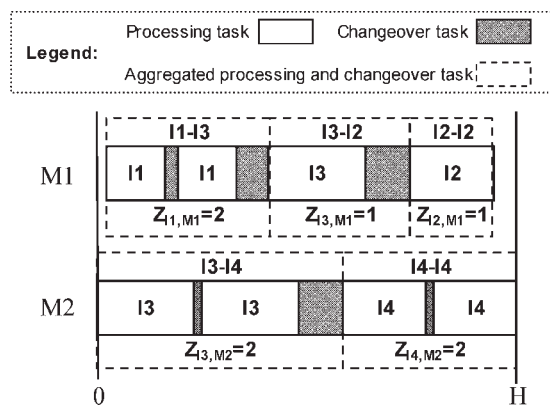 Legend: Processing task Changeover task
Aggregated processing and changeover task
I1-I3 I3-I2 I2-I2
M1 I1 I1 I3 I2
Z_{I1,M1}=2 Z_{I3,M1}=1 Z_{I2,M1}=1
I3-I4 I4-I4
M2 I3 I3 I4 I4
Z_{I3,M2}=2 Z_{I4,M2}=2
0 H